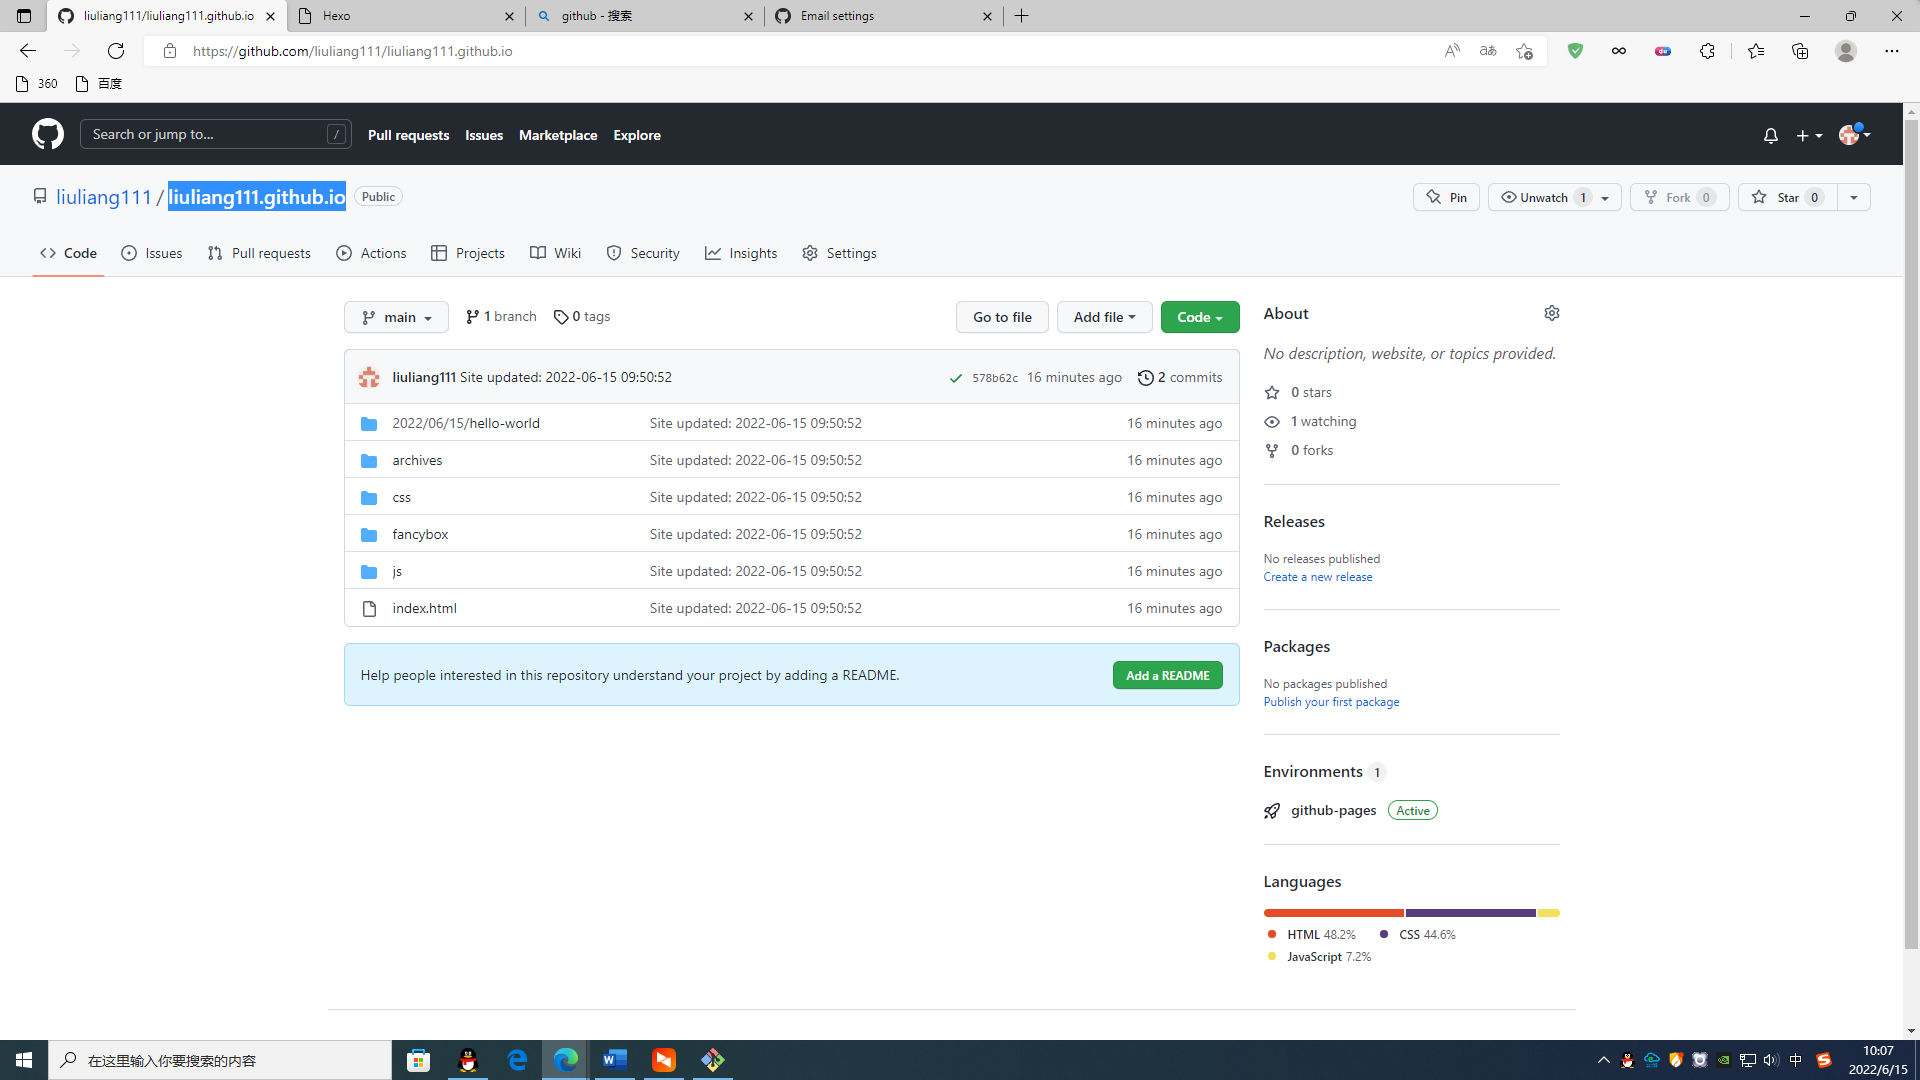 liuliang111/liuliang111.github.io
Hexo
github - 搜索
Email settings
https://github.com/liuliang111/liuliang111.github.io
360
百度
Search or jump to...
/
Pull requests
Issues
Marketplace
Explore
liuliang111 / liuliang111.github.io
Public
Pin
Unwatch 1
Fork 0
Star 0
Code
Issues
Pull requests
Actions
Projects
Wiki
Security
Insights
Settings
main
1 branch
0 tags
Go to file
Add file
Code
liuliang111 Site updated: 2022-06-15 09:50:52
578b62c 16 minutes ago
2 commits
2022/06/15/hello-world Site updated: 2022-06-15 09:50:52 16 minutes ago
archives Site updated: 2022-06-15 09:50:52 16 minutes ago
css Site updated: 2022-06-15 09:50:52 16 minutes ago
fancybox Site updated: 2022-06-15 09:50:52 16 minutes ago
js Site updated: 2022-06-15 09:50:52 16 minutes ago
index.html Site updated: 2022-06-15 09:50:52 16 minutes ago
Help people interested in this repository understand your project by adding a README.
Add a README
About
No description, website, or topics provided.
0 stars
1 watching
0 forks
Releases
No releases published
Create a new release
Packages
No packages published
Publish your first package
Environments 1
github-pages Active
Languages
HTML 48.2%
CSS 44.6%
JavaScript 7.2%
在这里输入你要搜索的内容
中
10:07
2022/6/15